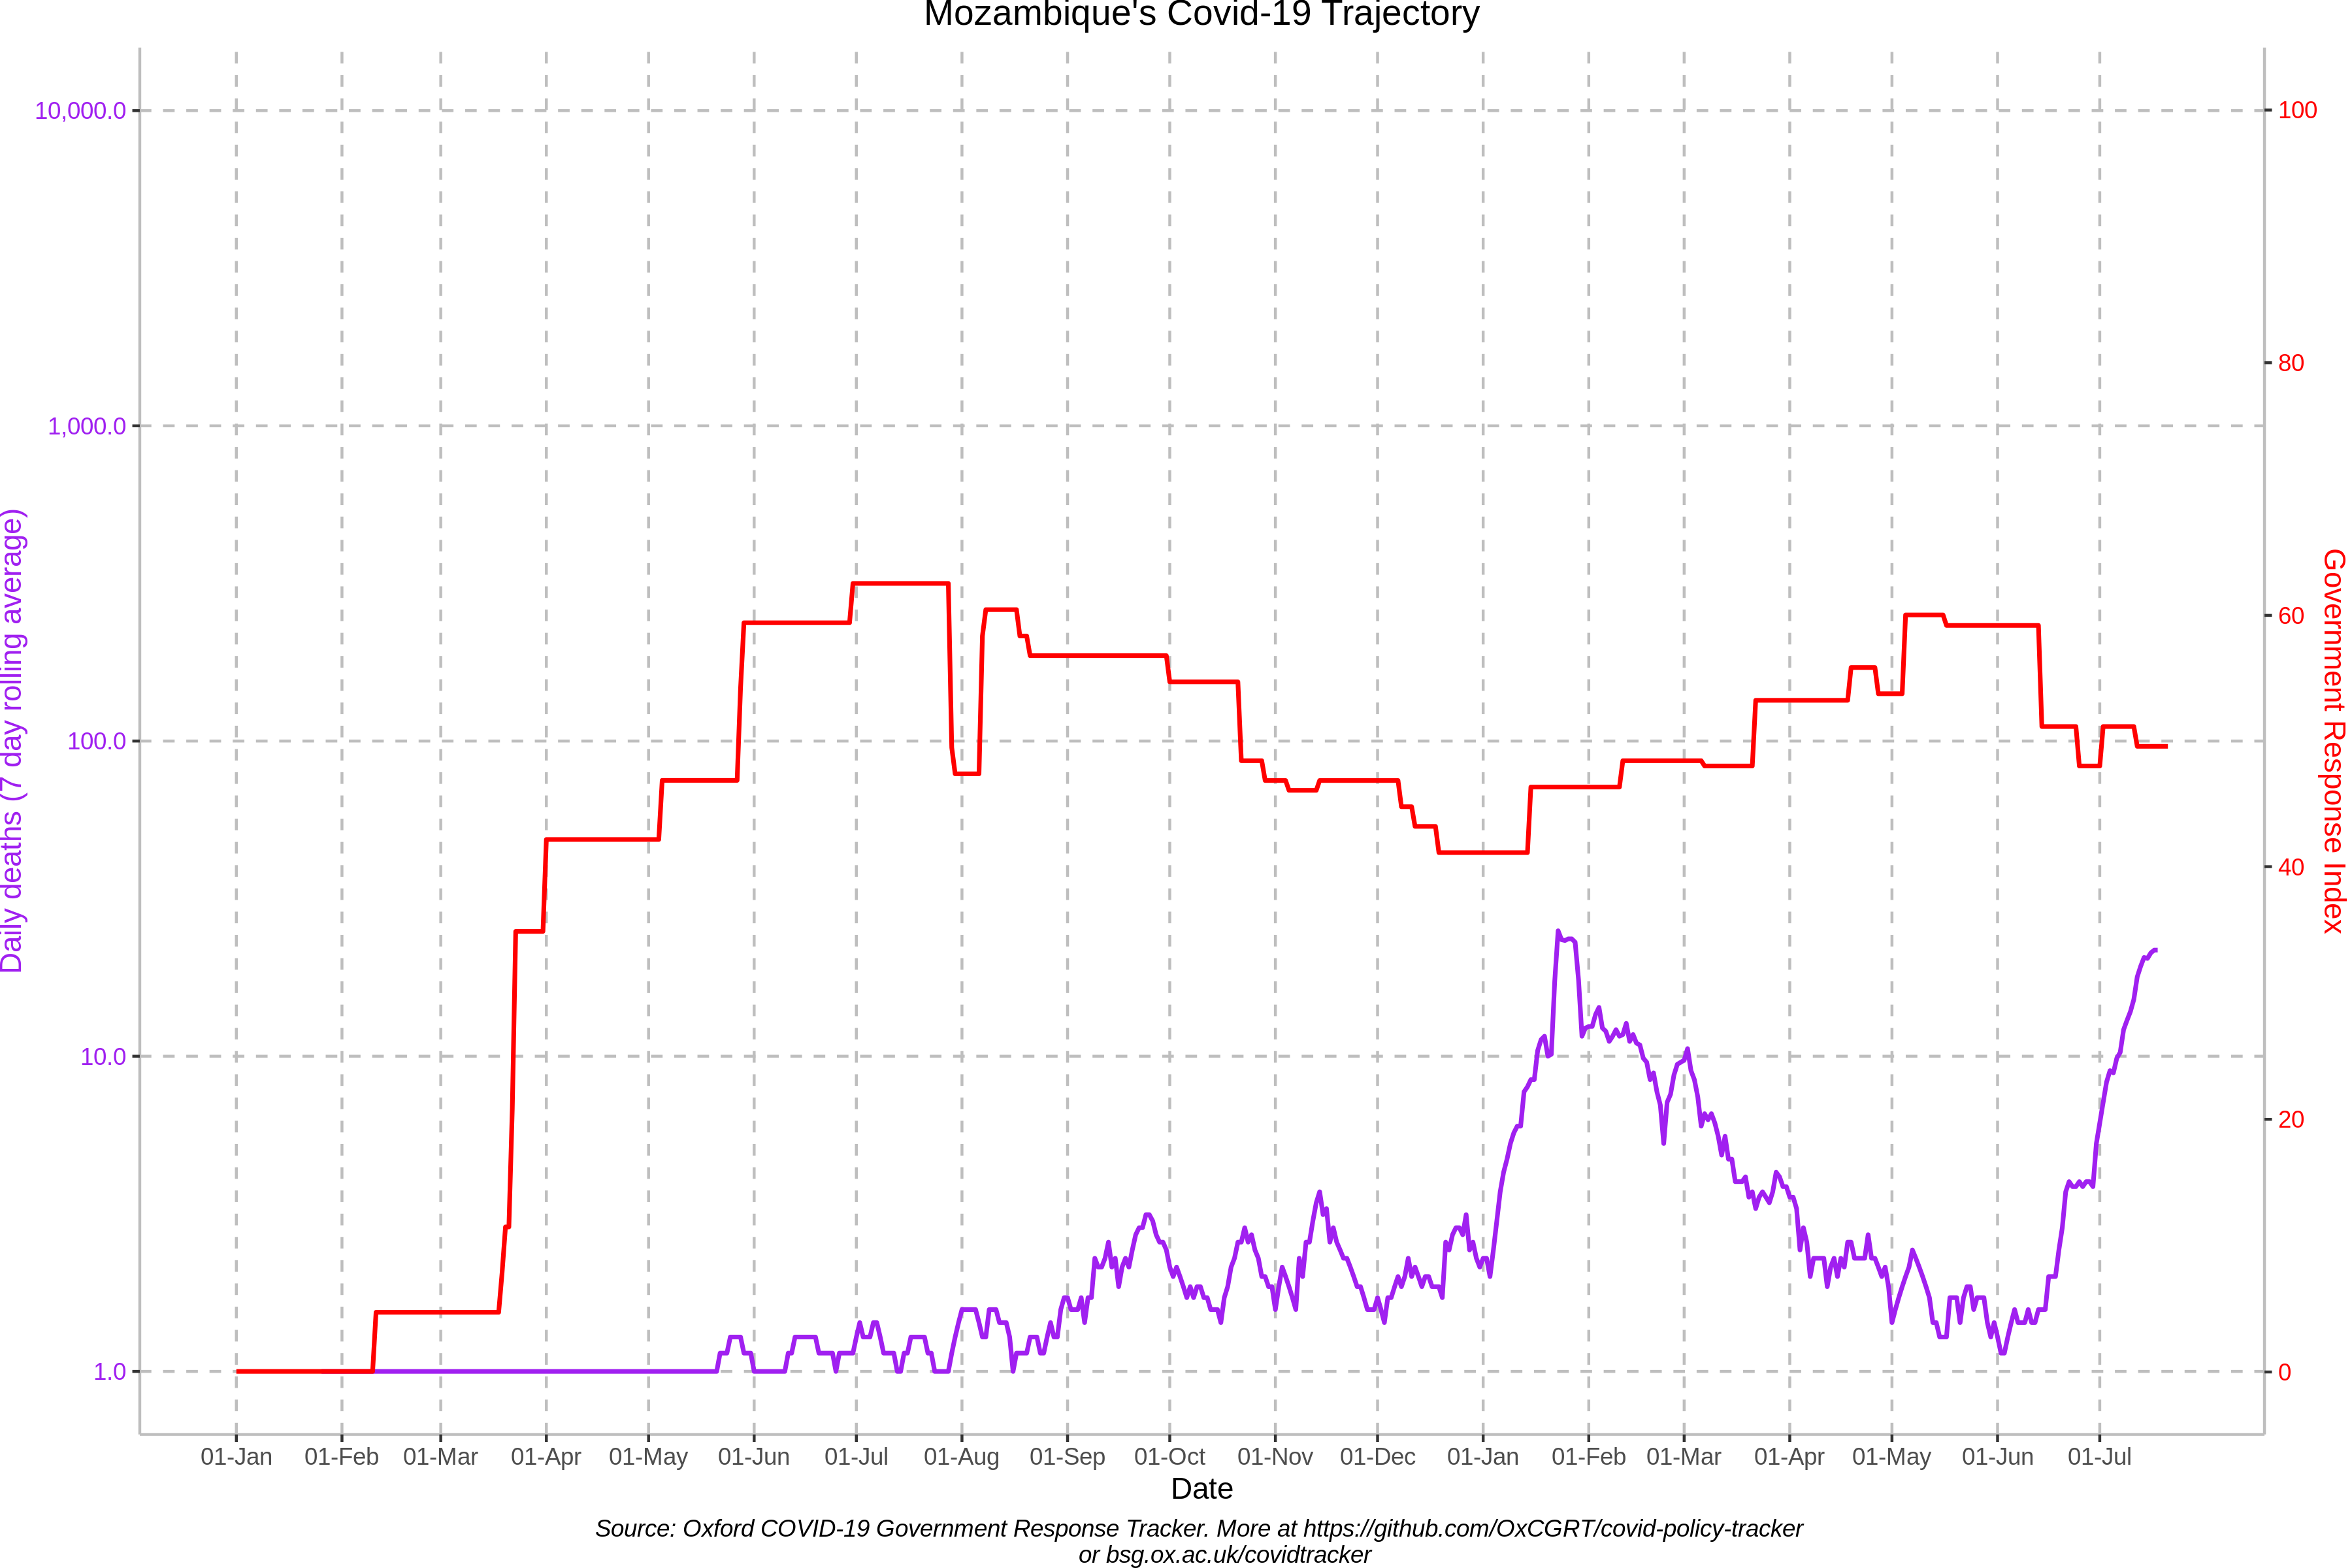 Mozambique's Covid-19 Trajectory
10,000.0
1,000.0
100.0
10.0
1.0
Daily deaths (7 day rolling average)
100
80
60
40
20
0
Government Response Index
01-Jan 01-Feb 01-Mar 01-Apr 01-May 01-Jun 01-Jul 01-Aug 01-Sep 01-Oct 01-Nov 01-Dec 01-Jan 01-Feb 01-Mar 01-Apr 01-May 01-Jun 01-Jul
Date
Source: Oxford COVID-19 Government Response Tracker. More at https://github.com/OxCGRT/covid-policy-tracker
or bsg.ox.ac.uk/covidtracker